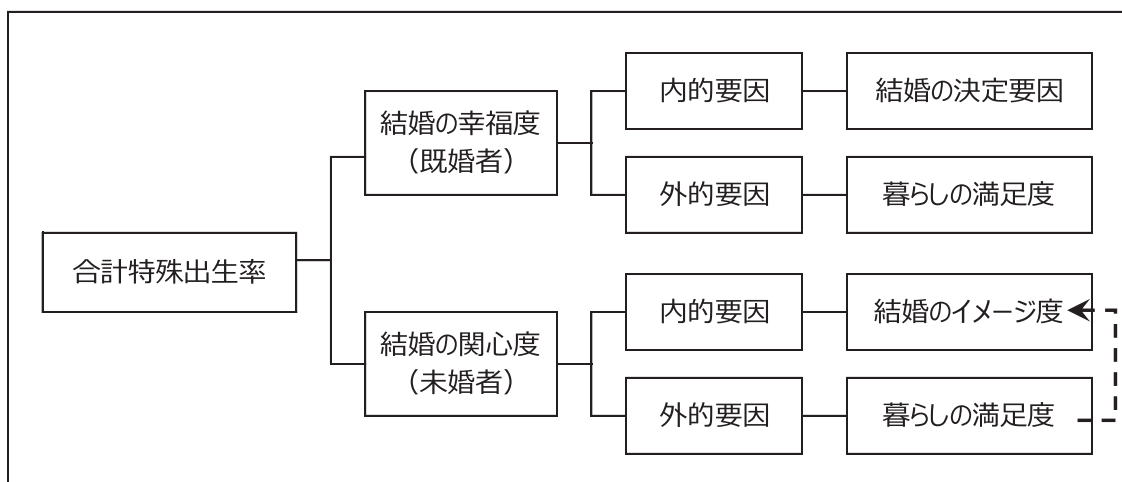 合計特殊出生率
結婚の幸福度
（既婚者）
内的要因
結婚の決定要因
外的要因
暮らしの満足度
結婚の関心度
（未婚者）
内的要因
結婚のイメージ度
外的要因
暮らしの満足度